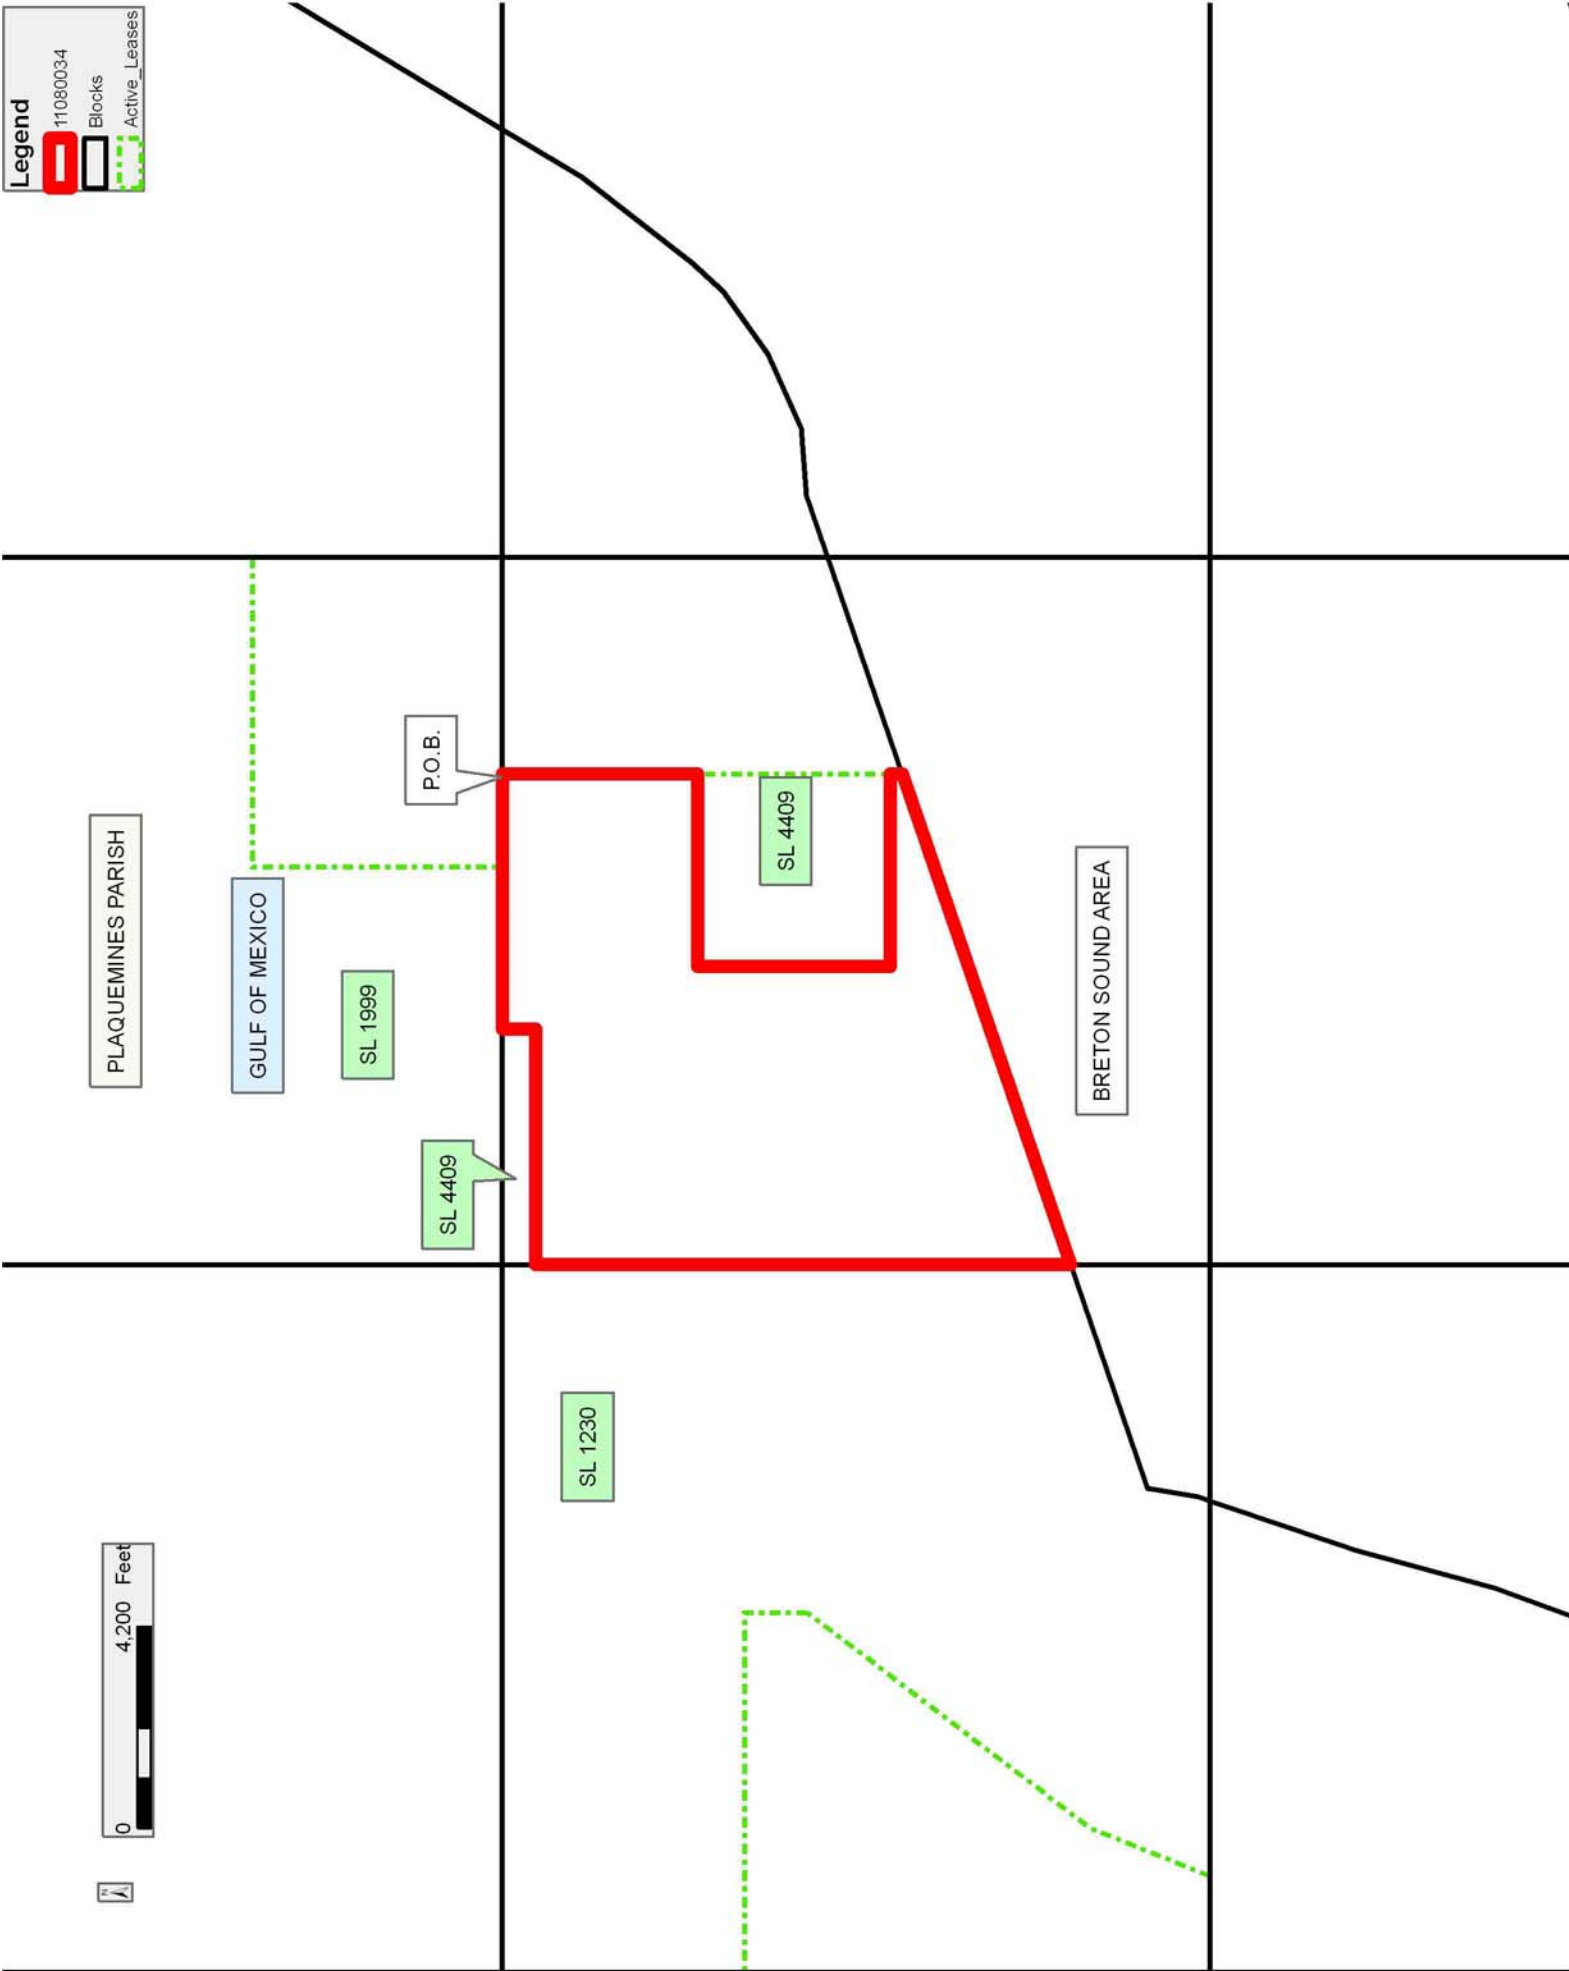 Legend
11080034
Blocks
Active_Leases
PLAQUEMINES PARISH
GULF OF MEXICO
SL 1999
P.O.B.
SL 4409
SL 4409
SL 1230
BRETON SOUND AREA
0 4,200 Feet
N